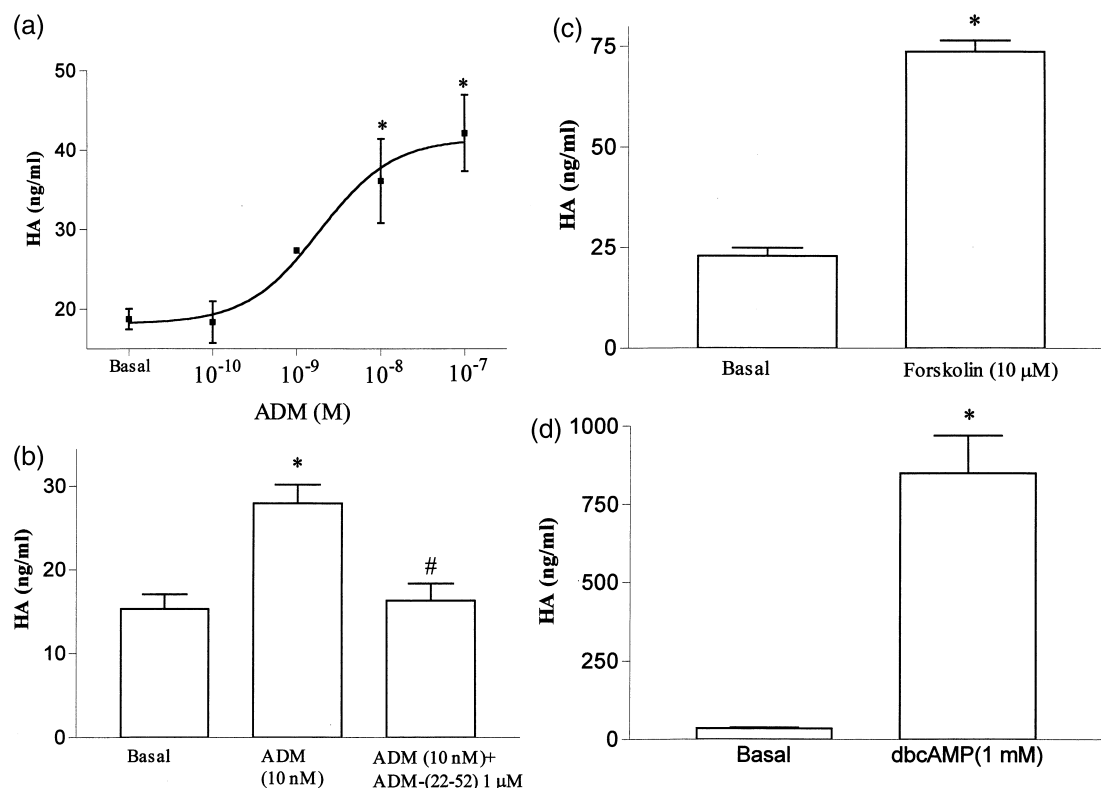 (a)
HA (ng/ml)
50
40
30
20
*
*
Basal
10-10
10-9
10-8
10-7
ADM (M)
(b)
HA (ng/ml)
30
20
10
0
*
#
Basal
ADM
(10 nM)
ADM (10 nM)+
ADM-(22-52) 1 μM
(c)
HA (ng/ml)
75
50
25
0
*
Basal
Forskolin (10 μM)
(d)
HA (ng/ml)
1000
750
500
250
0
*
Basal
dbcAMP(1 mM)